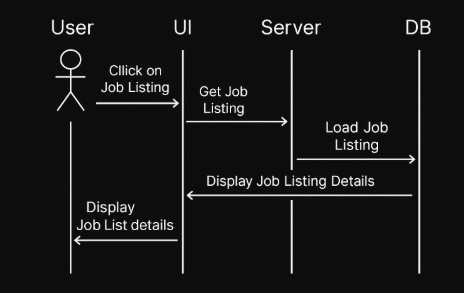 User
UI
Server
DB
Cllick on
Job Listing
Get Job
Listing
Load Job
Listing
Display Job Listing Details
Display
Job List details